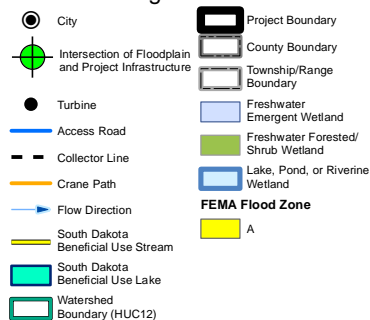 City
Intersection of Floodplain
and Project Infrastructure
Turbine
Access Road
Collector Line
Crane Path
Flow Direction
South Dakota
Beneficial Use Stream
South Dakota
Beneficial Use Lake
Watershed
Boundary (HUC12)
Project Boundary
County Boundary
Township/Range
Boundary
Freshwater
Emergent Wetland
Freshwater Forested/
Shrub Wetland
Lake, Pond, or Riverine
Wetland
FEMA Flood Zone
A